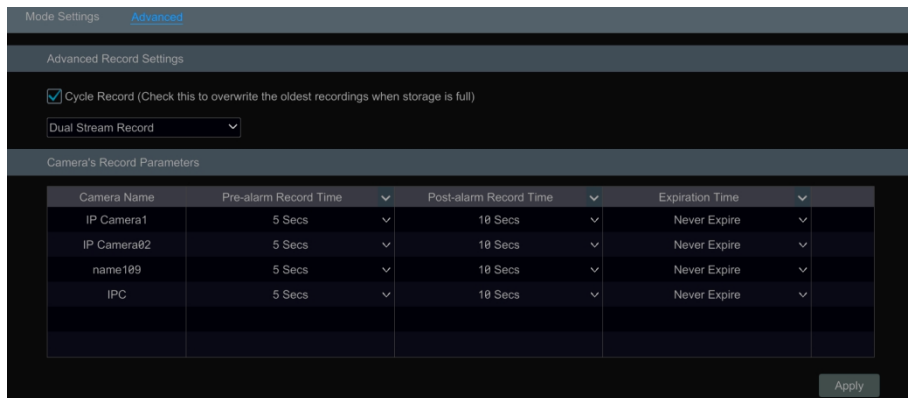 Mode Settings Advanced
Advanced Record Settings
Cycle Record (Check this to overwrite the oldest recordings when storage is full)
Dual Stream Record
Camera's Record Parameters
Camera Name Pre-alarm Record Time Post-alarm Record Time Expiration Time
IP Camera1 5 Secs 10 Secs Never Expire
IP Camera02 5 Secs 10 Secs Never Expire
name109 5 Secs 10 Secs Never Expire
IPC 5 Secs 10 Secs Never Expire
Apply